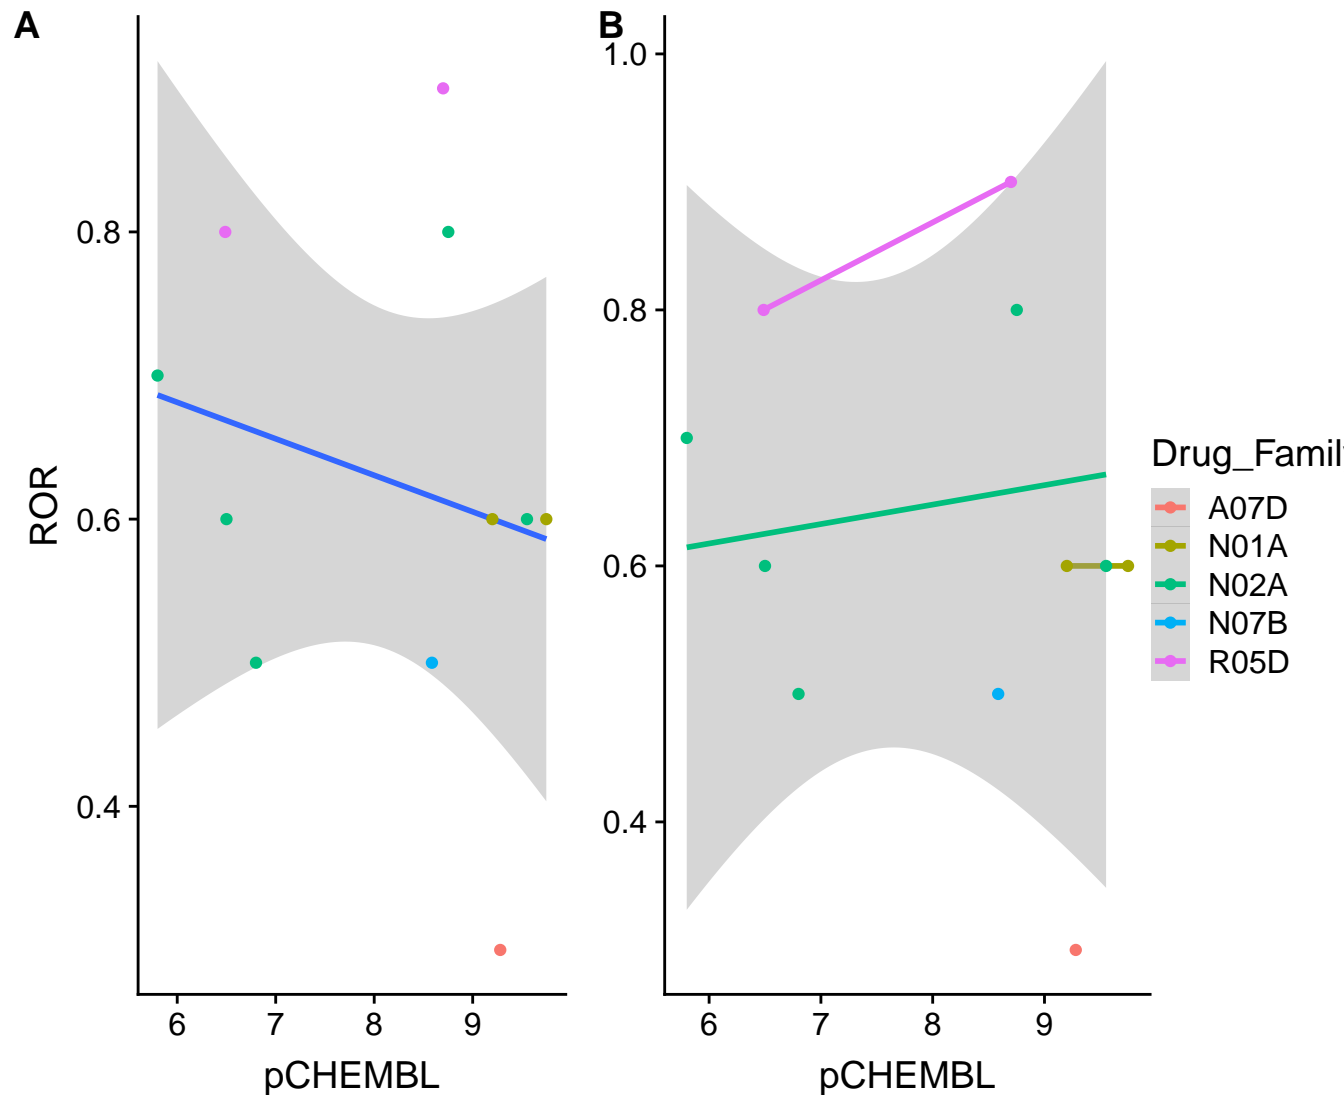 A
ROR
0.8
0.6
0.4
6 7 8 9
pCHEMBL
B
1.0
0.8
0.6
0.4
6 7 8 9
pCHEMBL
Drug_Famil
A07D
N01A
N02A
N07B
R05D